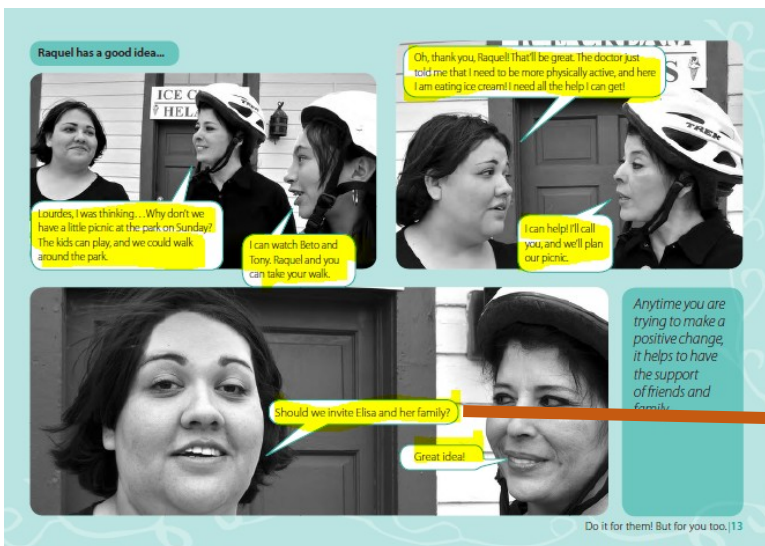 Raquel has a good idea...
ICE C
HEL
Lourdes, I was thinking. . . Why don't we
have a little picnic at the park on Sunday?
The kids can play, and we could walk
around the park.
I can watch Beto and
Tony. Raquel and you
can take your walk.
Oh, thank you, Raquel! That'll be great. The doctor just
told me that I need to be more physically active, and here
I am eating ice cream! I need all the help I can get!
S
TREK
I can help! I'll call
you, and we'll plan
our picnic.
Should we invite Elisa and her family?
Great idea!
Anytime you are
trying to make a
positive change,
it helps to have
the support
of friends and
family.
Do it for them! But for you too.|13